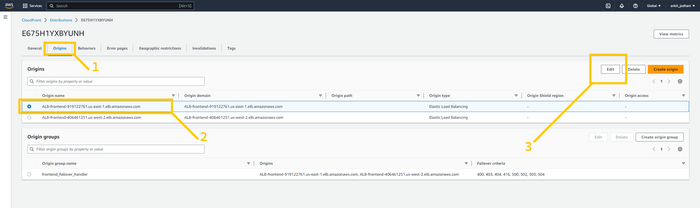 aws Services Search [Alt+S] Global ankit_jodhani
CloudFront > Distributions > E675H1YXBYUNH
E675H1YXBYUNH View metrics
General Origins Behaviors Error pages Geographic restrictions Invalidations Tags
1
Origins Edit Delete Create origin
Filter origins by property or value 1
Origin name Origin domain Origin path Origin type Origin Shield region Origin access
ALB-frontend-919122761.us-east-1.elb.amazonaws.com ALB-frontend-919122761.us-east-1.elb.amazonaws.com Elastic Load Balancing - -
ALB-frontend-406461251.us-west-2.elb.amazonaws.com ALB-frontend-406461251.us-west-2.elb.amazonaws.com Elastic Load Balancing - -
2
3
Origin groups Edit Delete Create origin group
Filter origin groups by property or value 1
Origin group name Origins Failover criteria
frontend_failover_handler ALB-frontend-919122761.us-east-1.elb.amazonaws.com, ALB-frontend-406461251.us-west-2.elb.amazonaws.com 400, 403, 404, 416, 500, 502, 503, 504